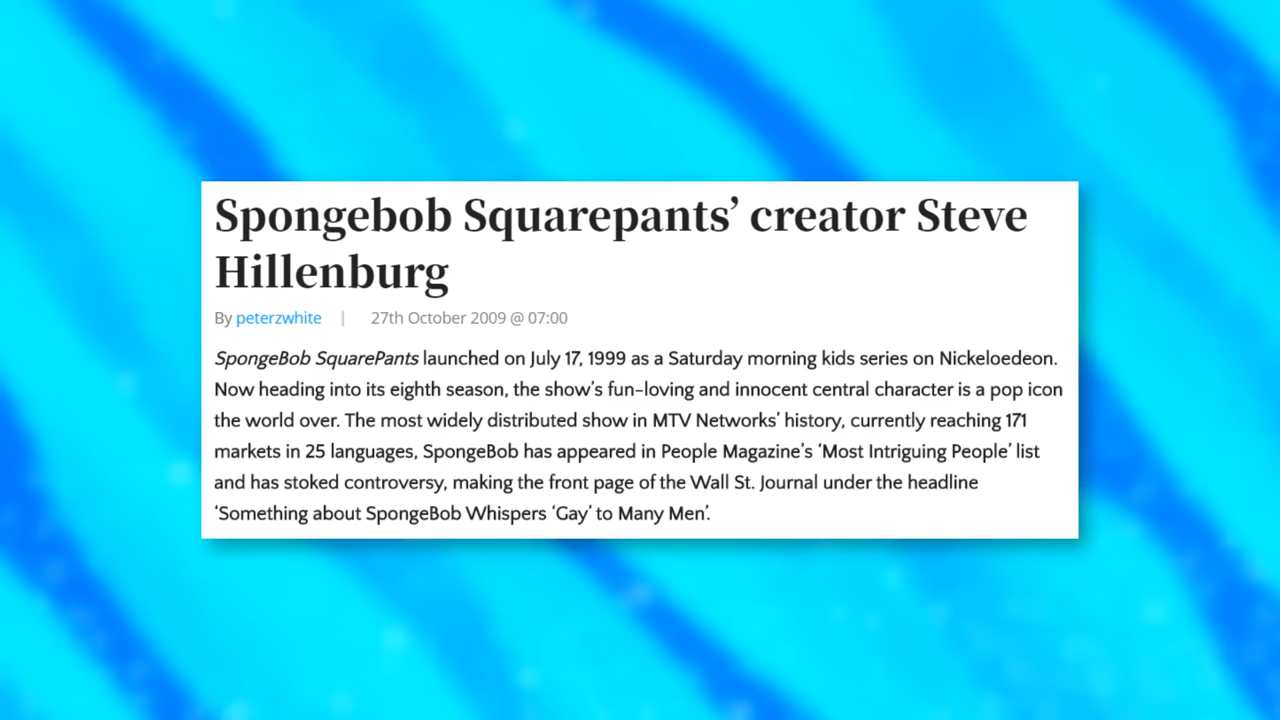 Spongebob Squarepants’ creator Steve
Hillenburg
By peterzwhite | 27th October 2009 @ 07:00
SpongeBob SquarePants launched on July 17, 1999 as a Saturday morning kids series on Nickeloedeon.
Now heading into its eighth season, the show’s fun-loving and innocent central character is a pop icon
the world over. The most widely distributed show in MTV Networks’ history, currently reaching 171
markets in 25 languages, SpongeBob has appeared in People Magazine’s ‘Most Intriguing People’ list
and has stoked controversy, making the front page of the Wall St. Journal under the headline
‘Something about SpongeBob Whispers ‘Gay’ to Many Men’.